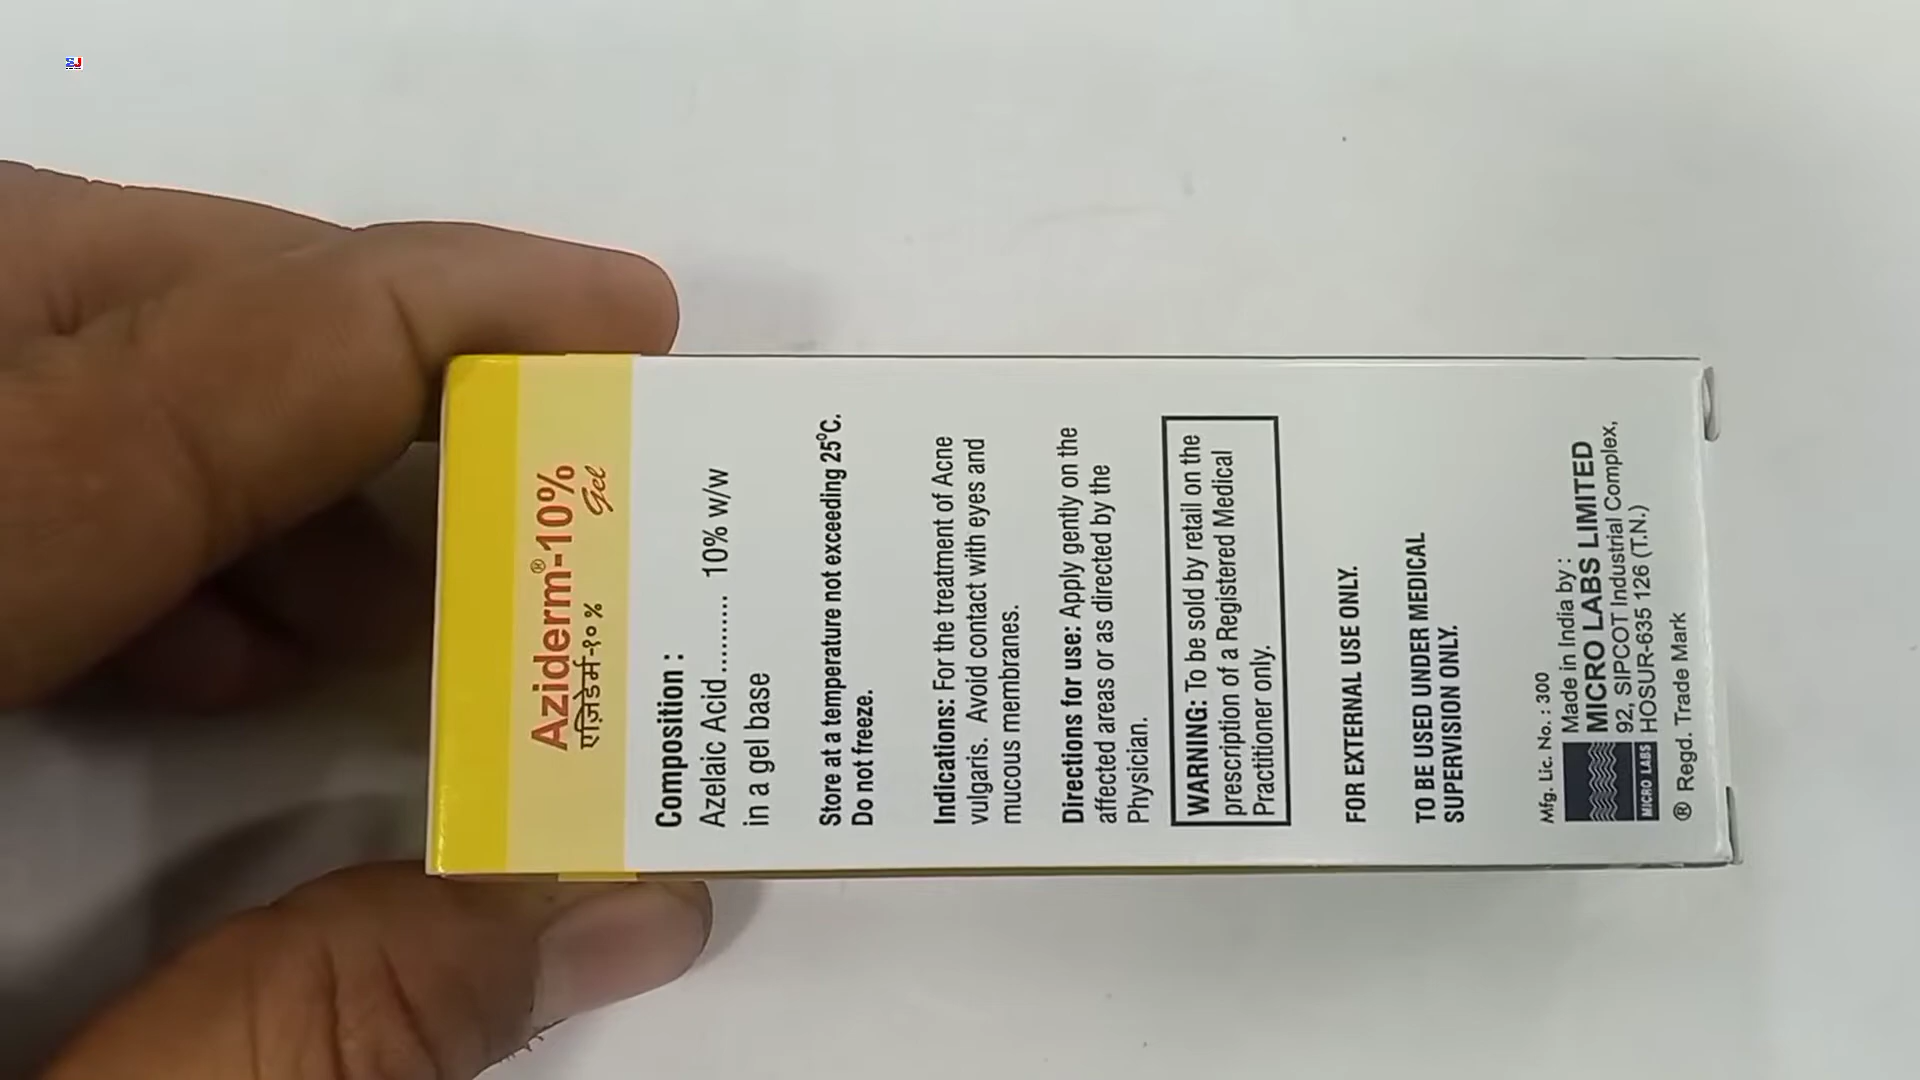 SJ
Aziderm®-10%
Gel
एज़िडेर्म-१०%
Composition :
Azelaic Acid......... 10% w/w
in a gel base
Store at a temperature not exceeding 25⁰C.
Do not freeze.
Indications: For the treatment of Acne
vulgaris. Avoid contact with eyes and
mucous membranes.
Directions for use: Apply gently on the
affected areas or as directed by the
Physician.
WARNING: To be sold by retail on the
prescription of a Registered Medical
Practitioner only.
FOR EXTERNAL USE ONLY.
TO BE USED UNDER MEDICAL
SUPERVISION ONLY.
Mfg. Lic. No. : 300
Made in India by :
MICRO LABS LIMITED
92, SIPCOT Industrial Complex,
HOSUR-635 126 (T.N.)
MICRO LABS
® Regd. Trade Mark